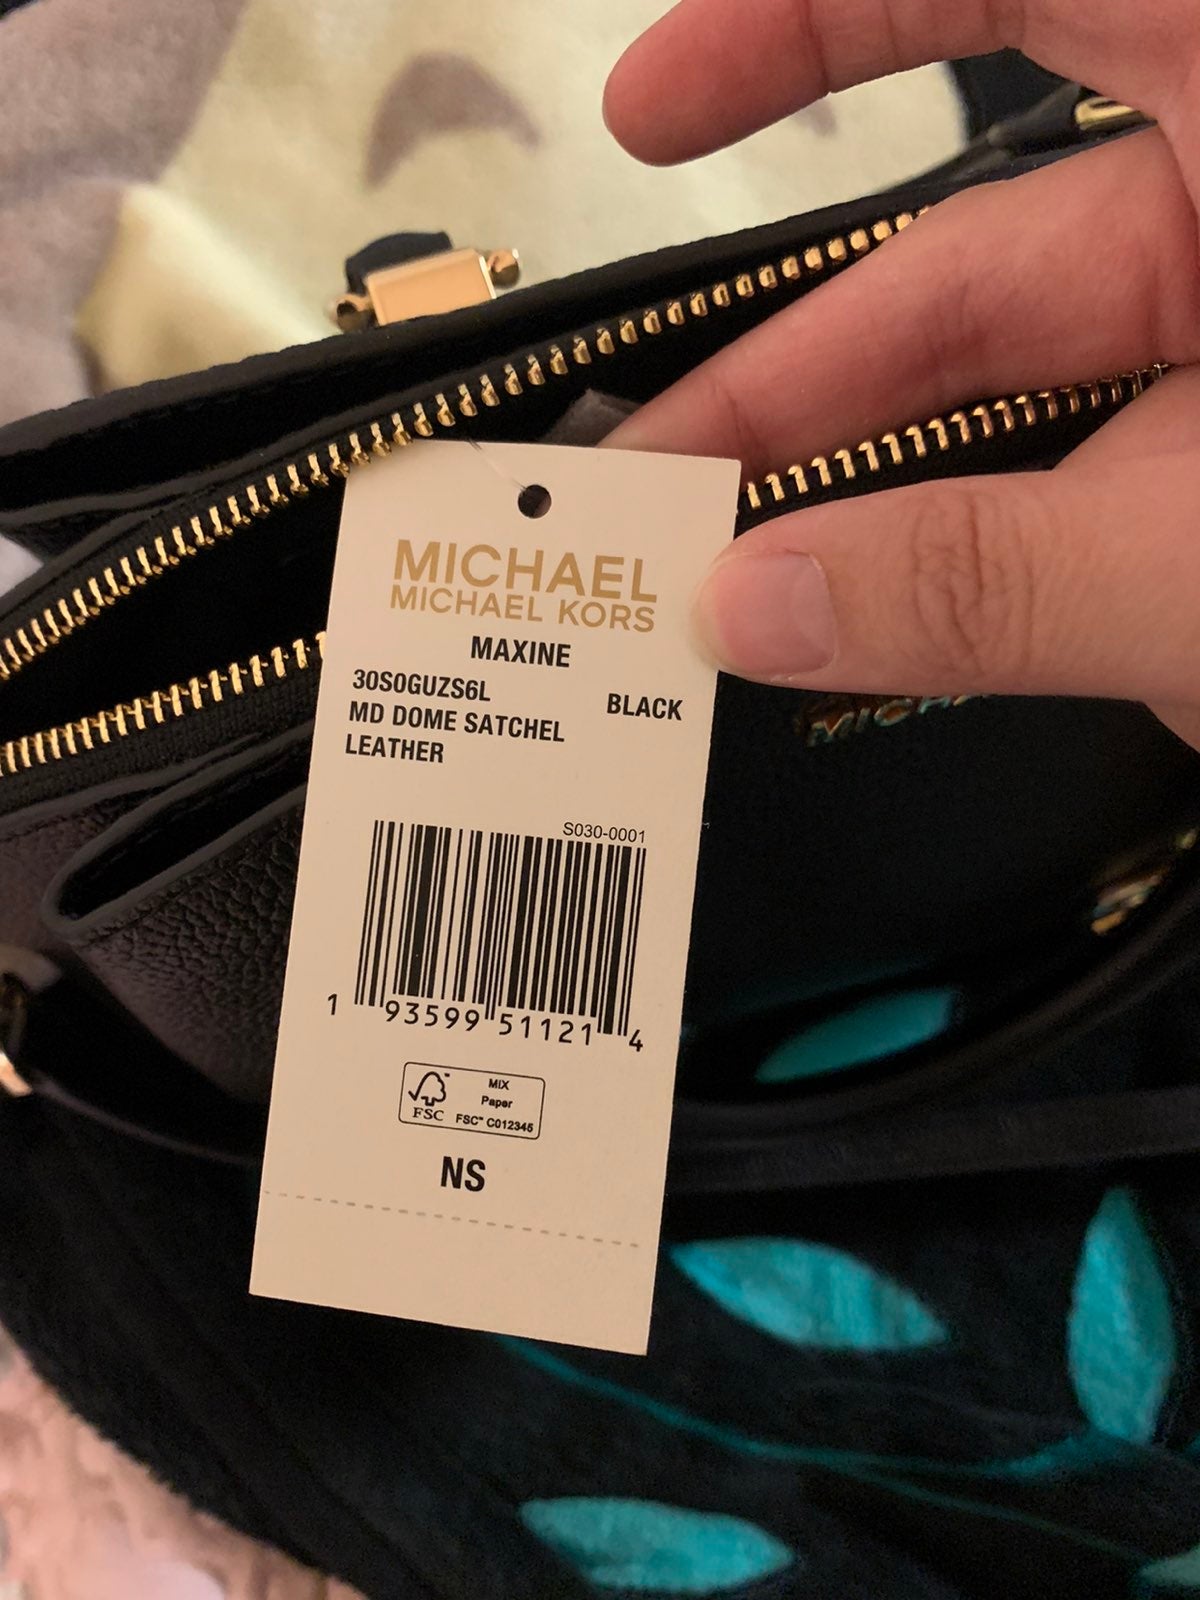 MICHAEL
MICHAEL KORS
MAXINE
30S0GUZS6L BLACK
MD DOME SATCHEL
LEATHER
S030-0001
1 93599 51121 4
FSC
MIX
Paper
FSC™ C012345
NS